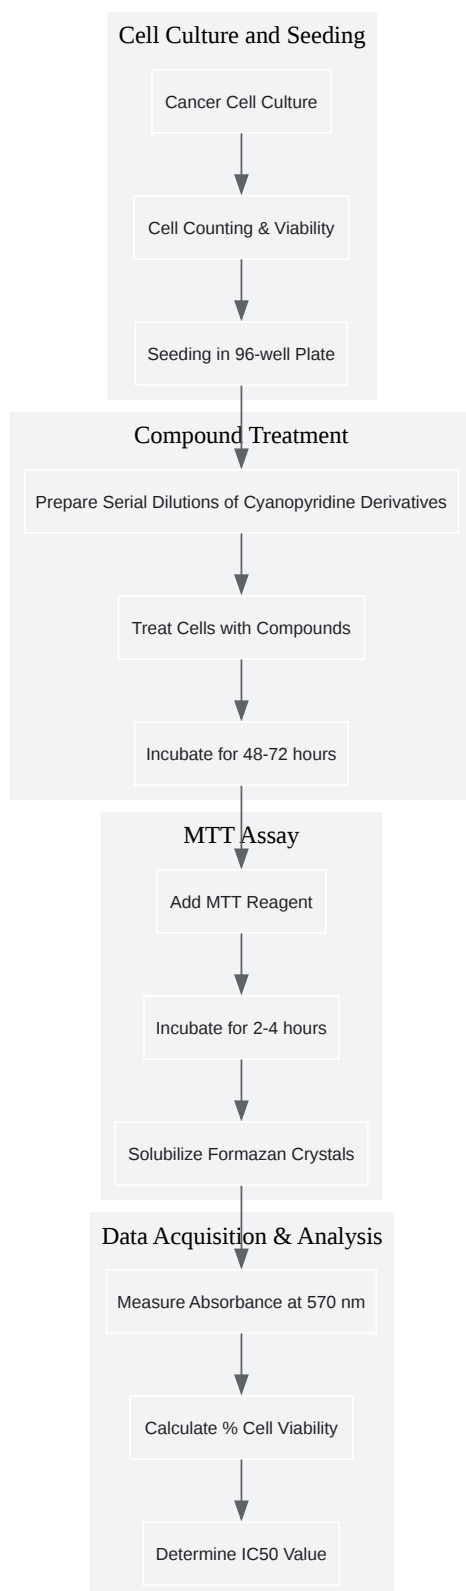 Cell Culture and Seeding
Cancer Cell Culture
Cell Counting & Viability
Seeding in 96-well Plate
Compound Treatment
Prepare Serial Dilutions of Cyanopyridine Derivatives
Treat Cells with Compounds
Incubate for 48-72 hours
MTT Assay
Add MTT Reagent
Incubate for 2-4 hours
Solubilize Formazan Crystals
Data Acquisition & Analysis
Measure Absorbance at 570 nm
Calculate % Cell Viability
Determine IC50 Value